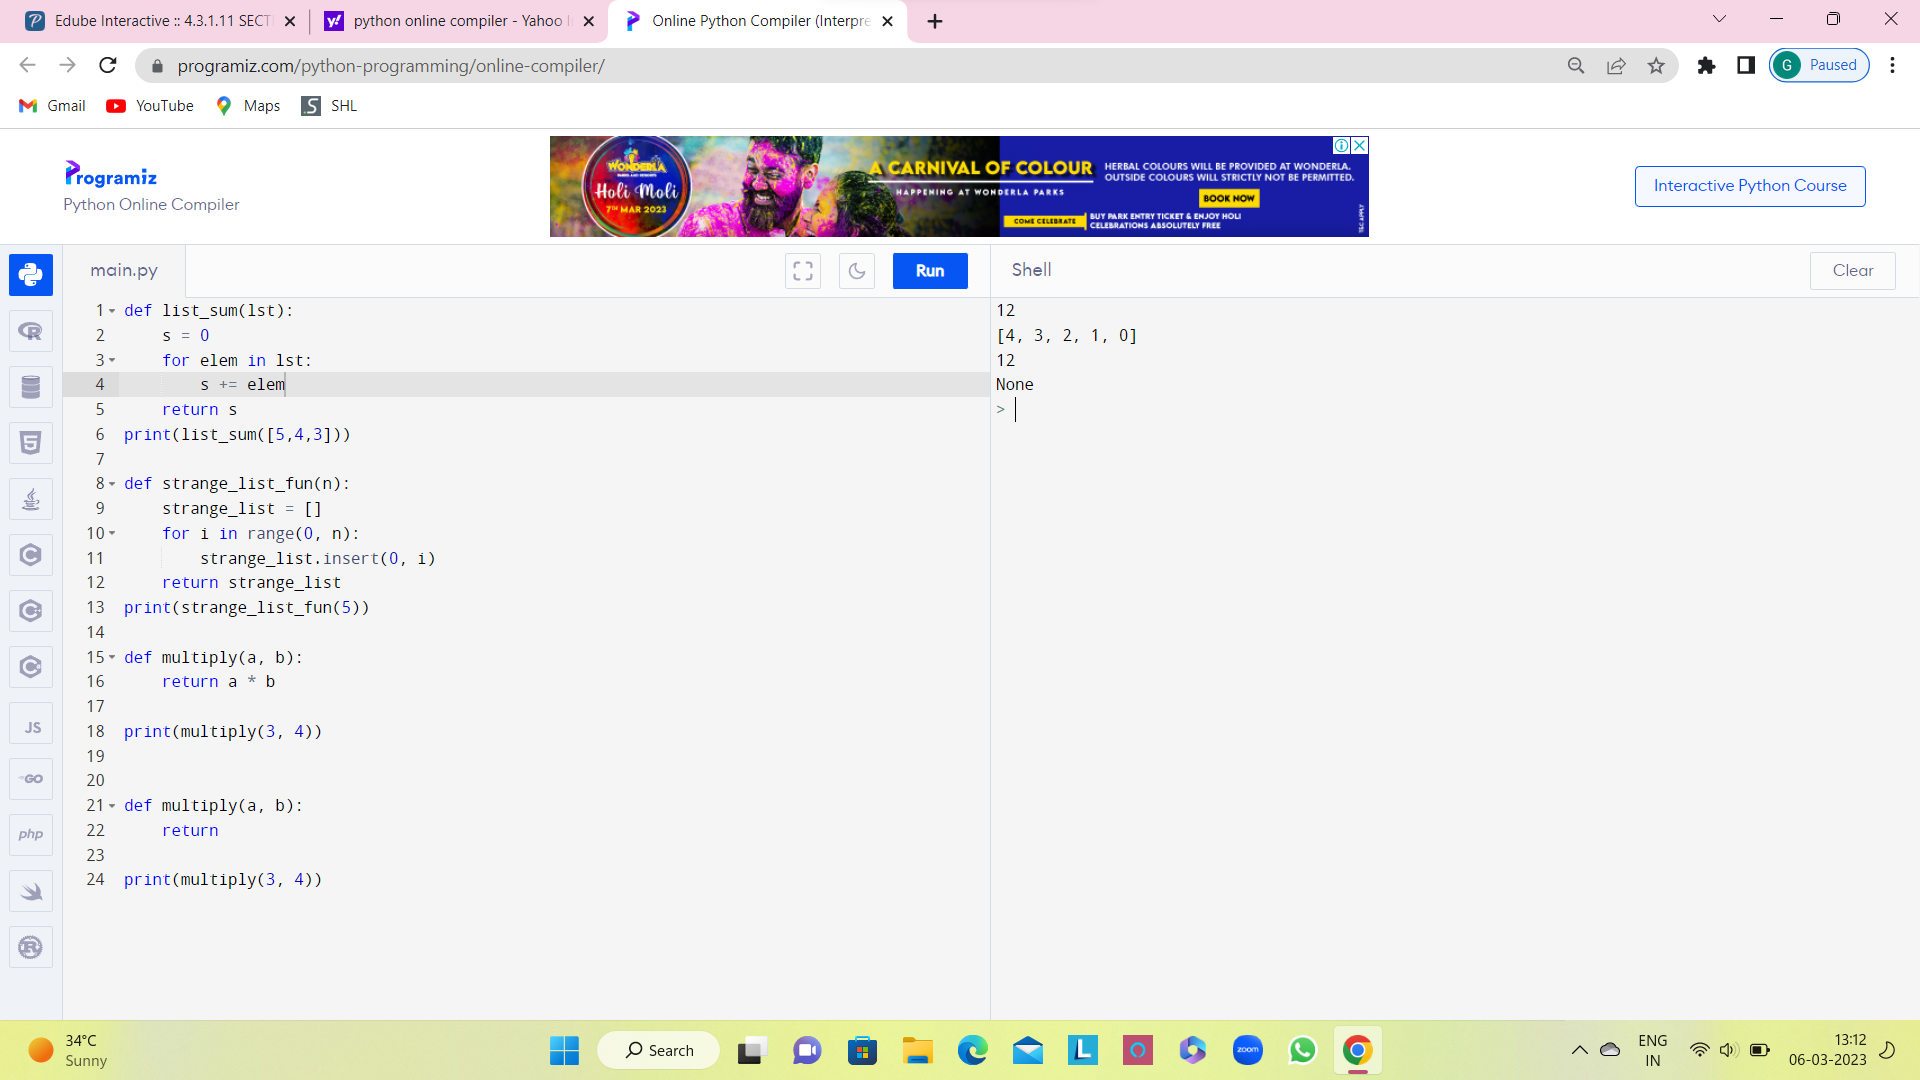 Edube Interactive :: 4.3.1.11 SECTI
python online compiler - Yahoo I
Online Python Compiler (Interpre
programiz.com/python-programming/online-compiler/
G Paused
Gmail
YouTube
Maps
SHL
Programiz
Python Online Compiler
WONDERLA
Holi Moli
7TH MAR 2023
A CARNIVAL OF COLOUR
HAPPENING AT WONDERLA PARKS
HERBAL COLOURS WILL BE PROVIDED AT WONDERLA.
OUTSIDE COLOURS WILL STRICTLY NOT BE PERMITTED.
BOOK NOW
COME CELEBRATE
BUY PARK ENTRY TICKET & ENJOY HOLI
CELEBRATIONS ABSOLUTELY FREE
T&C APPLY
Interactive Python Course
main.py
Run
Shell
Clear
1 def list_sum(lst):
2 s = 0
3 for elem in lst:
4 s += elem
5 return s
6 print(list_sum([5,4,3]))
7
8 def strange_list_fun(n):
9 strange_list = []
10 for i in range(0, n):
11 strange_list.insert(0, i)
12 return strange_list
13 print(strange_list_fun(5))
14
15 def multiply(a, b):
16 return a * b
17
18 print(multiply(3, 4))
19
20
21 def multiply(a, b):
22 return
23
24 print(multiply(3, 4))
12
[4, 3, 2, 1, 0]
12
None
>
JS
GO
php
34°C
Sunny
Search
zoom
ENG
IN
13:12
06-03-2023